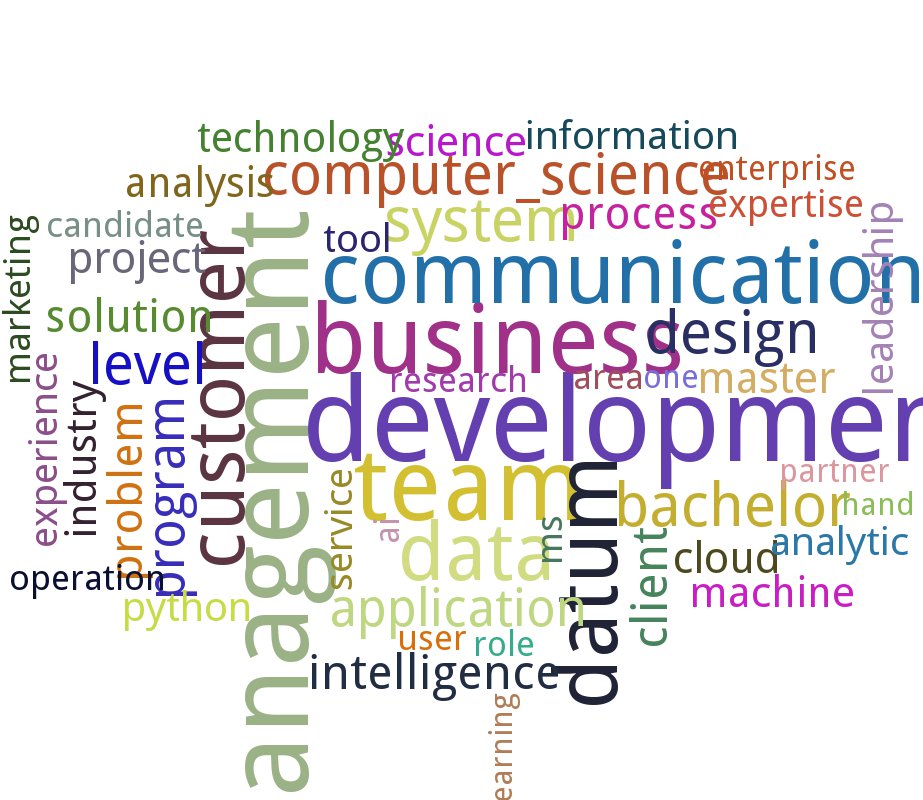 technology
science
information
computer_science
enterprise
analysis
expertise
process
system
candidate
tool
project
marketing
customer
management
communication
leadership
solution
business
design
level
research
area
one
master
experience
industry
problem
program
developmen
partner
team
service
datum
bachelor
hand
ai
ms
data
client
cloud
analytic
operation
python
application
machine
user
role
intelligence
earning